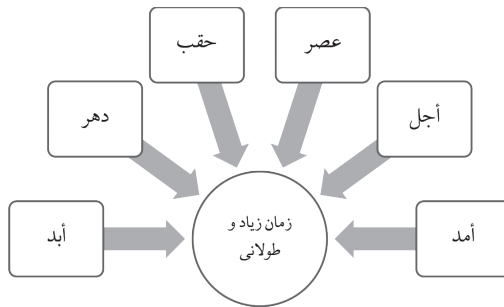 عصر
حقب
أجل
دهر
أمد
زمان زیاد و
طولانی
أبد